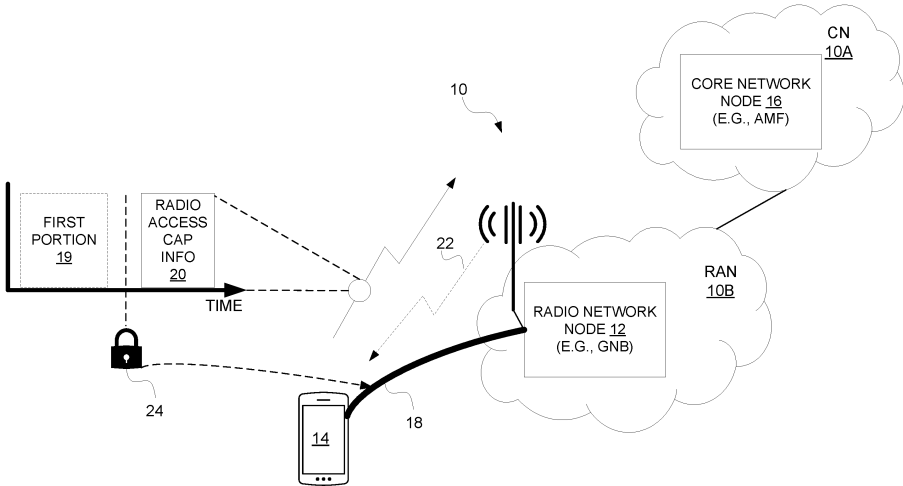 CN
10A
CORE NETWORK
NODE 16
(E.G., AMF)
10
FIRST
PORTION
19
RADIO
ACCESS
CAP
INFO
20
TIME
22
RAN
10B
RADIO NETWORK
NODE 12
(E.G., GNB)
24
14
18